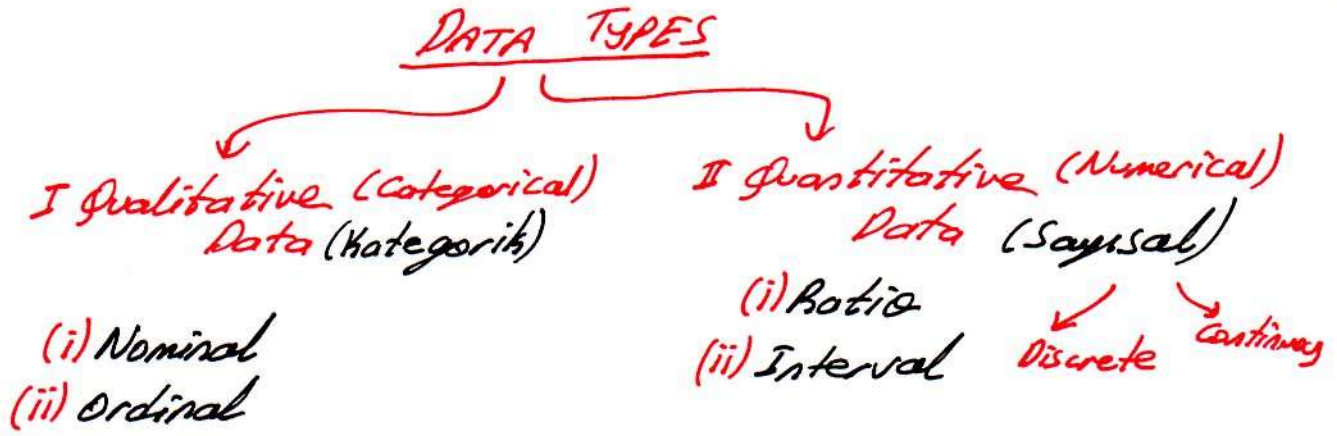 DATA TYPES
I Qualitative (Categorical)
Data (Kategorik)
(i) Nominal
(ii) Ordinal
II Quantitative (Numerical)
Data (Sayısal)
(i) Ratio
(ii) Interval
Discrete
Continuous